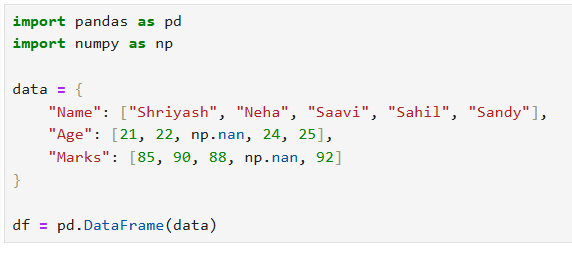 import pandas as pd
import numpy as np
data = {
"Name": ["Shriyash", "Neha", "Saavi", "Sahil", "Sandy"],
"Age": [21, 22, np.nan, 24, 25],
"Marks": [85, 90, 88, np.nan, 92]
}
df = pd.DataFrame(data)